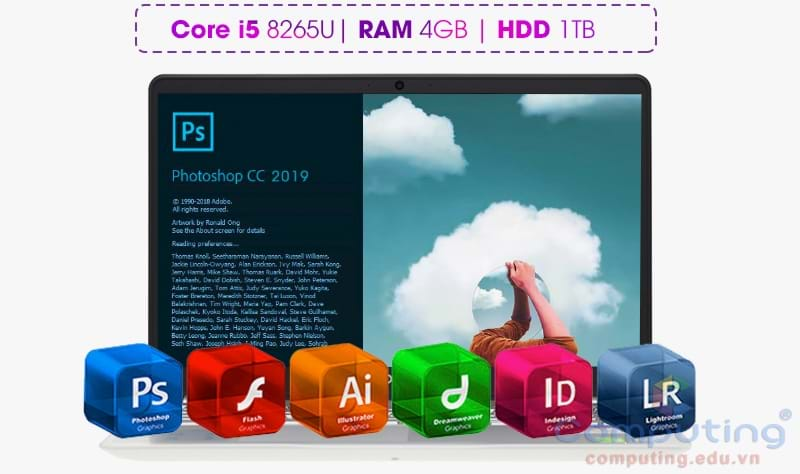 Core i5 8265U | RAM 4GB | HDD 1TB
Ps
Photoshop CC 2019
© 1990-2018 Adobe.
All rights reserved.
Artwork by Ronald Ong
See the About screen for details
Reading preferences...
Thomas Knoll, Seetharaman Narayanan, Russell Williams,
Jackie Lincoln-Owyang, Alan Erickson, Ivy Mak, Sarah Kong,
Jerry Harris, Mike Shaw, Thomas Ruark, David Mohr, Yukie
Takahashi, David Dobish, Steven E. Snyder, John Peterson,
Adam Jerugim, Tom Attix, Judy Severance, Yuko Kagita,
Foster Brereton, Meredith Stotzner, Tai Luxon, Vinod
Balakrishnan, Tim Wright, Maria Yap, Pam Clark, Dave
Polaschek, Kyoko Itoda, Kellisa Sandoval, Steve Guilhamet,
Daniel Presedo, Sarah Stuckey, David Hackel, Eric Floch,
Kevin Hopps, John E. Hanson, Yuyan Song, Barkin Aygun,
Betty Leong, Jeanne Rubbo, Jeff Sass, Stephen Nielson,
Seth Shaw, Joseph Hsieh, I-Ming Pao, Judy Lee, Sohrab
Ps
Photoshop
Graphics
Flash
Graphics
Ai
Illustrator
Graphics
Dreamweaver
Graphics
ID
Indesign
Graphics
LR
Lightroom
Graphics
Computing®
computing.edu.vn